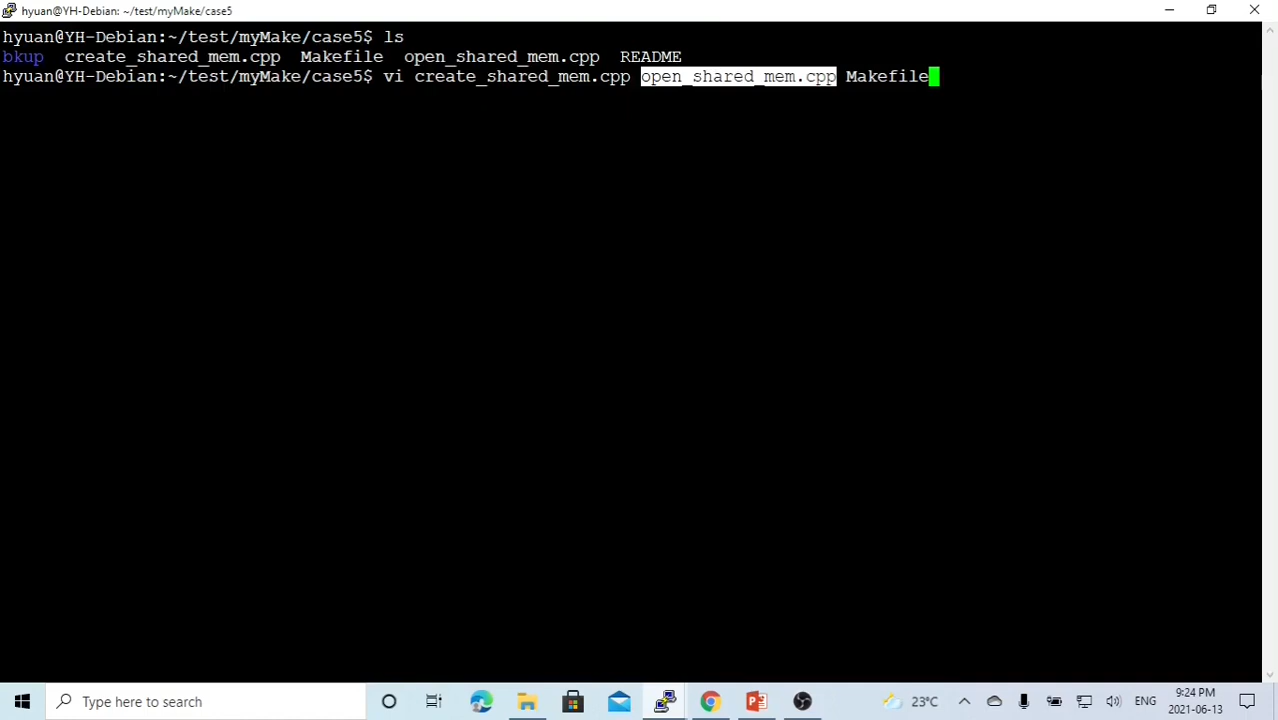 hyuan@YH-Debian: ~/test/myMake/case5
hyuan@YH-Debian:~/test/myMake/case5$ ls
bkup create_shared_mem.cpp Makefile open_shared_mem.cpp README
hyuan@YH-Debian:~/test/myMake/case5$ vi create_shared_mem.cpp open_shared_mem.cpp Makefile
Type here to search
23°C
ENG
9:24 PM
2021-06-13